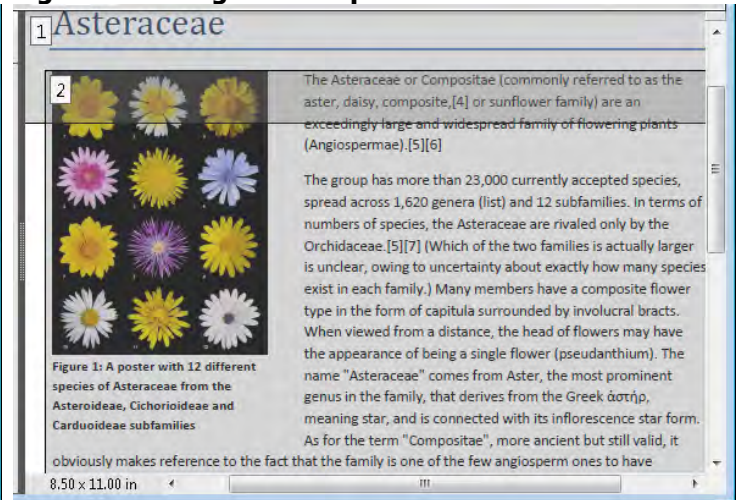 1
Asteraceae
2
The Asteraceae or Compositae (commonly referred to as the
aster, daisy, composite,[4] or sunflower family) are an
exceedingly large and widespread family of flowering plants
(Angiospermae).[5][6]
The group has more than 23,000 currently accepted species,
spread across 1,620 genera (list) and 12 subfamilies. In terms of
numbers of species, the Asteraceae are rivaled only by the
Orchidaceae.[5][7] (Which of the two families is actually larger
is unclear, owing to uncertainty about exactly how many species
exist in each family.) Many members have a composite flower
type in the form of capitula surrounded by involucral bracts.
When viewed from a distance, the head of flowers may have
the appearance of being a single flower (pseudanthium). The
name "Asteraceae" comes from Aster, the most prominent
genus in the family, that derives from the Greek ἀστήρ,
meaning star, and is connected with its inflorescence star form.
As for the term "Compositae", more ancient but still valid, it
obviously makes reference to the fact that the family is one of the few angiosperm ones to have
Figure 1: A poster with 12 different
species of Asteraceae from the
Asteroideae, Cichorioideae and
Carduoideae subfamilies
8.50 x 11.00 in